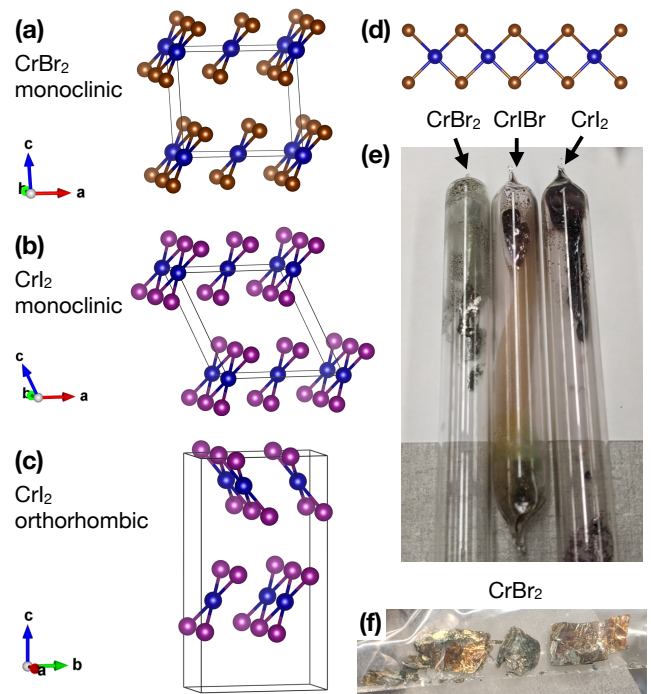 (a)
CrBr₂
monoclinic
c
b
a
(b)
CrI₂
monoclinic
c
b
a
(c)
CrI₂
orthorhombic
c
a
b
(d)
CrBr₂ CrIBr CrI₂
(e)
CrBr₂
(f)